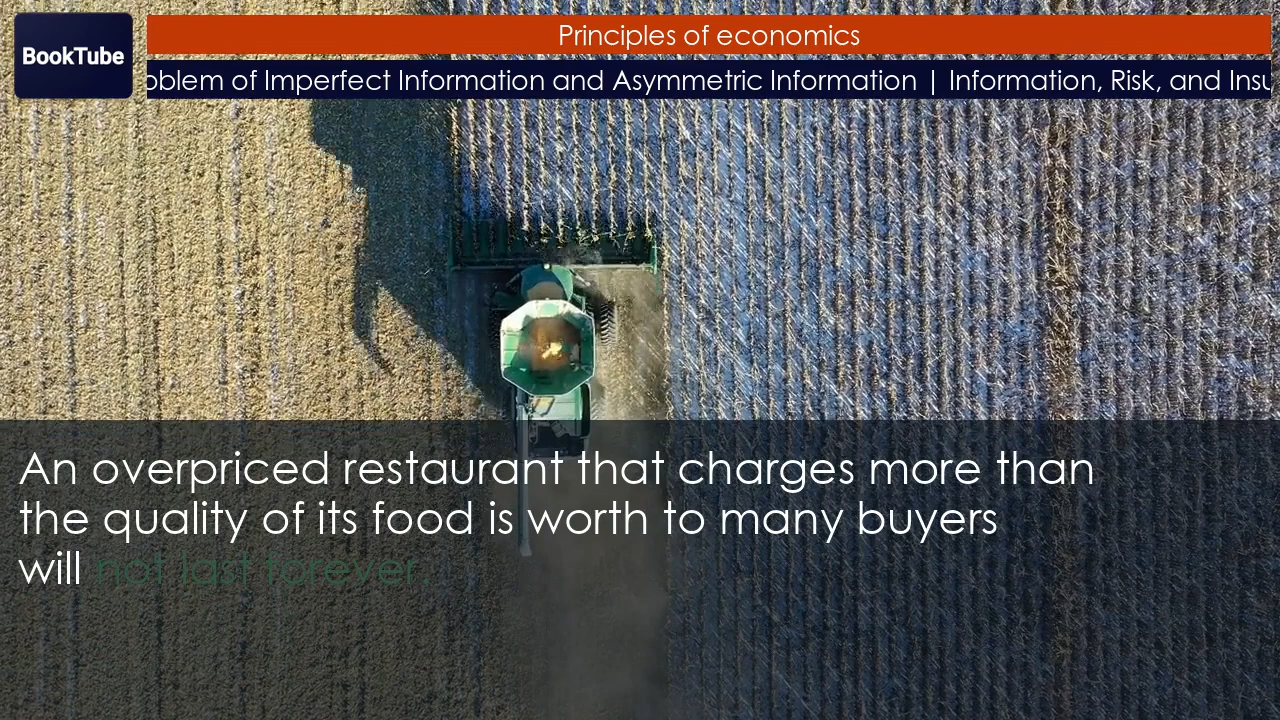 BookTube
Principles of economics
oblem of Imperfect Information and Asymmetric Information | Information, Risk, and Insu
An overpriced restaurant that charges more than
the quality of its food is worth to many buyers
will not last forever.